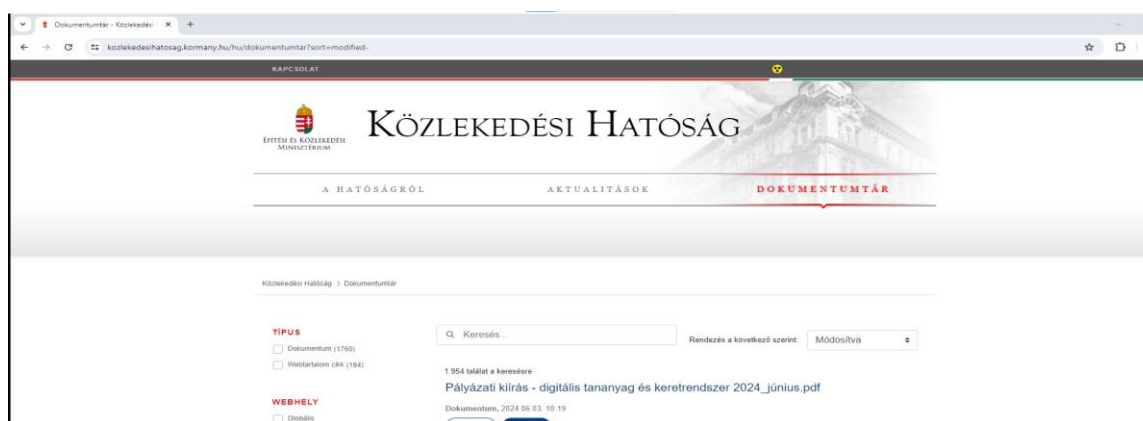 Dokumentumtár - Közlekedési
kozlekedesihatosag.kormany.hu/hu/dokumentumtar?sort=modified-
KAPCSOLAT
ÉPÍTÉSI ÉS KÖZLEKEDÉSI
MINISZTÉRIUM
KÖZLEKEDÉSI HATÓSÁG
A HATÓSÁGRÓL
AKTUALITÁSOK
DOKUMENTUMTÁR
Közlekedési Hatóság > Dokumentumtár
TÍPUS
Dokumentum (1760)
Webtartalom cikk (194)
WEBHELY
Globális
Keresés...
Rendezés a következő szerint:
Módosítva
1 954 találat a keresésre
Pályázati kiírás - digitális tananyag és keretrendszer 2024_június.pdf
Dokumentum, 2024.06.03. 10:19